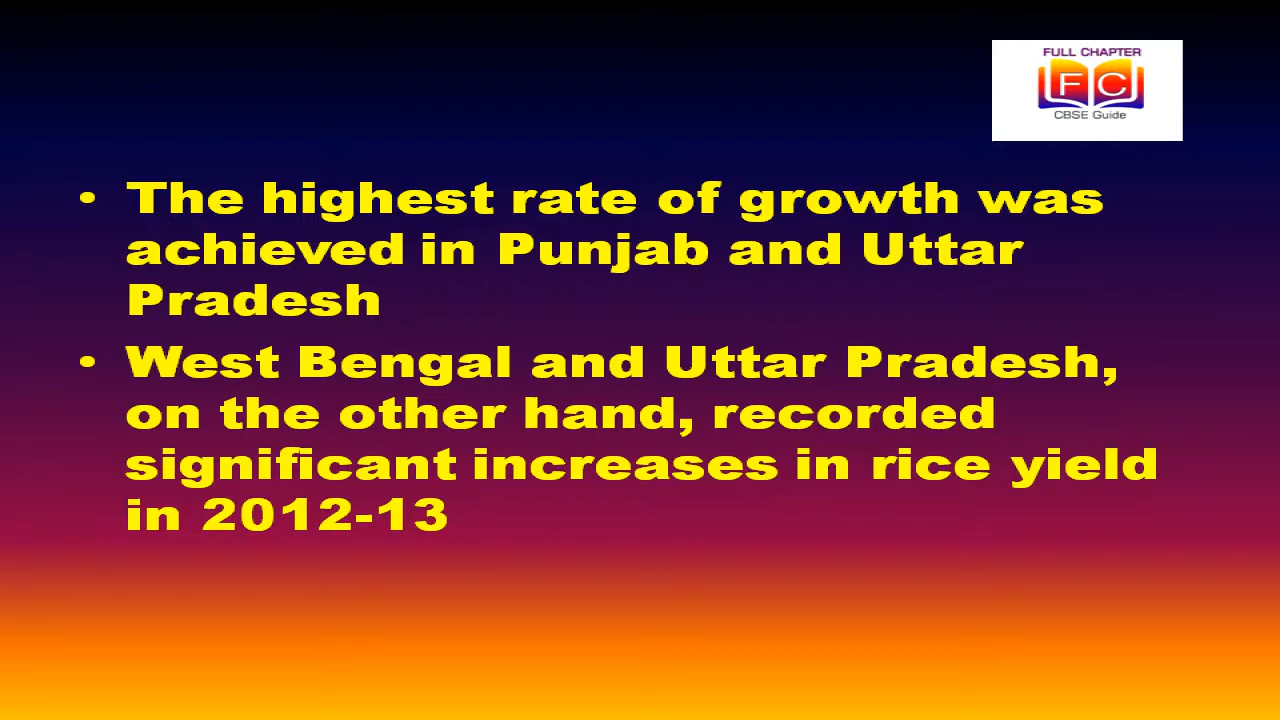 FULL CHAPTER
FC
CBSE Guide
• The highest rate of growth was
achieved in Punjab and Uttar
Pradesh
• West Bengal and Uttar Pradesh,
on the other hand, recorded
significant increases in rice yield
in 2012-13